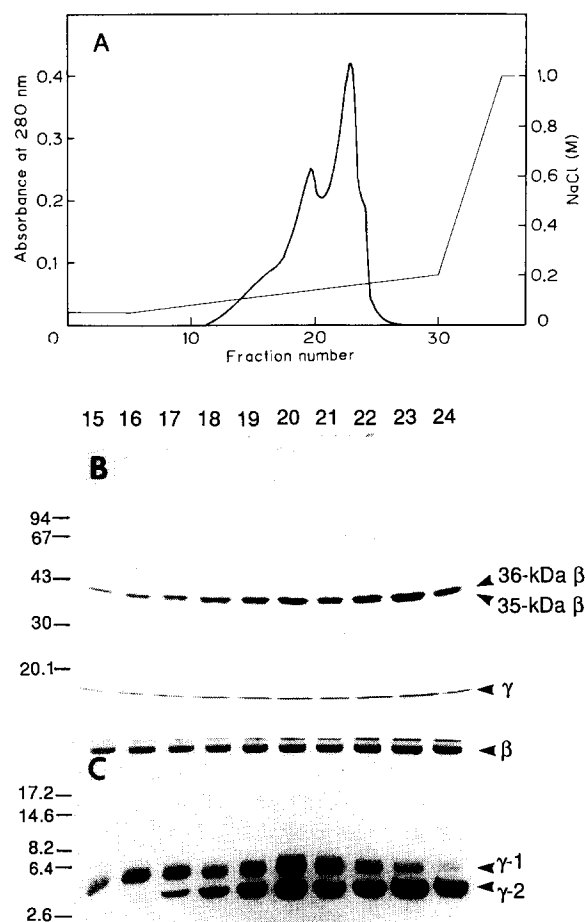 A
Absorbance at 280 nm
0.4
0.3
0.2
0.1
0
10
20
30
Fraction number
1.0
0.8
0.6
0.4
0.2
0
NaCl (M)
15 16 17 18 19 20 21 22 23 24
B
94
67
43
30
20.1
36-kDa β
35-kDa β
γ
β
C
17.2
14.6
8.2
6.4
2.6
γ-1
γ-2